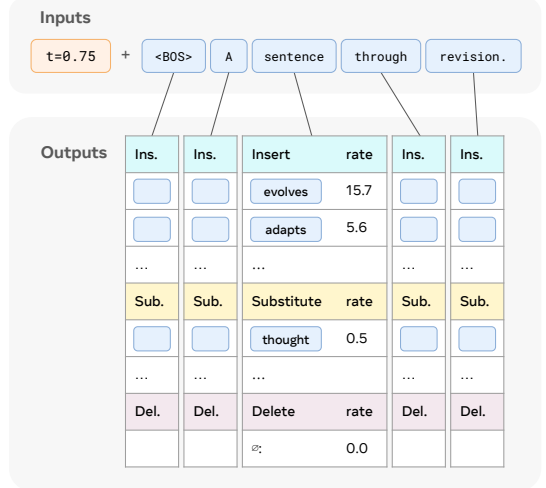 Inputs
t=0.75 + <BOS> A sentence through revision.
Outputs
Ins. Ins. Insert rate Ins. Ins.
evolves 15.7
adapts 5.6
... ... ... ... ...
Sub. Sub. Substitute rate Sub. Sub.
thought 0.5
... ... ... ... ...
Del. Del. Delete rate Del. Del.
∅: 0.0